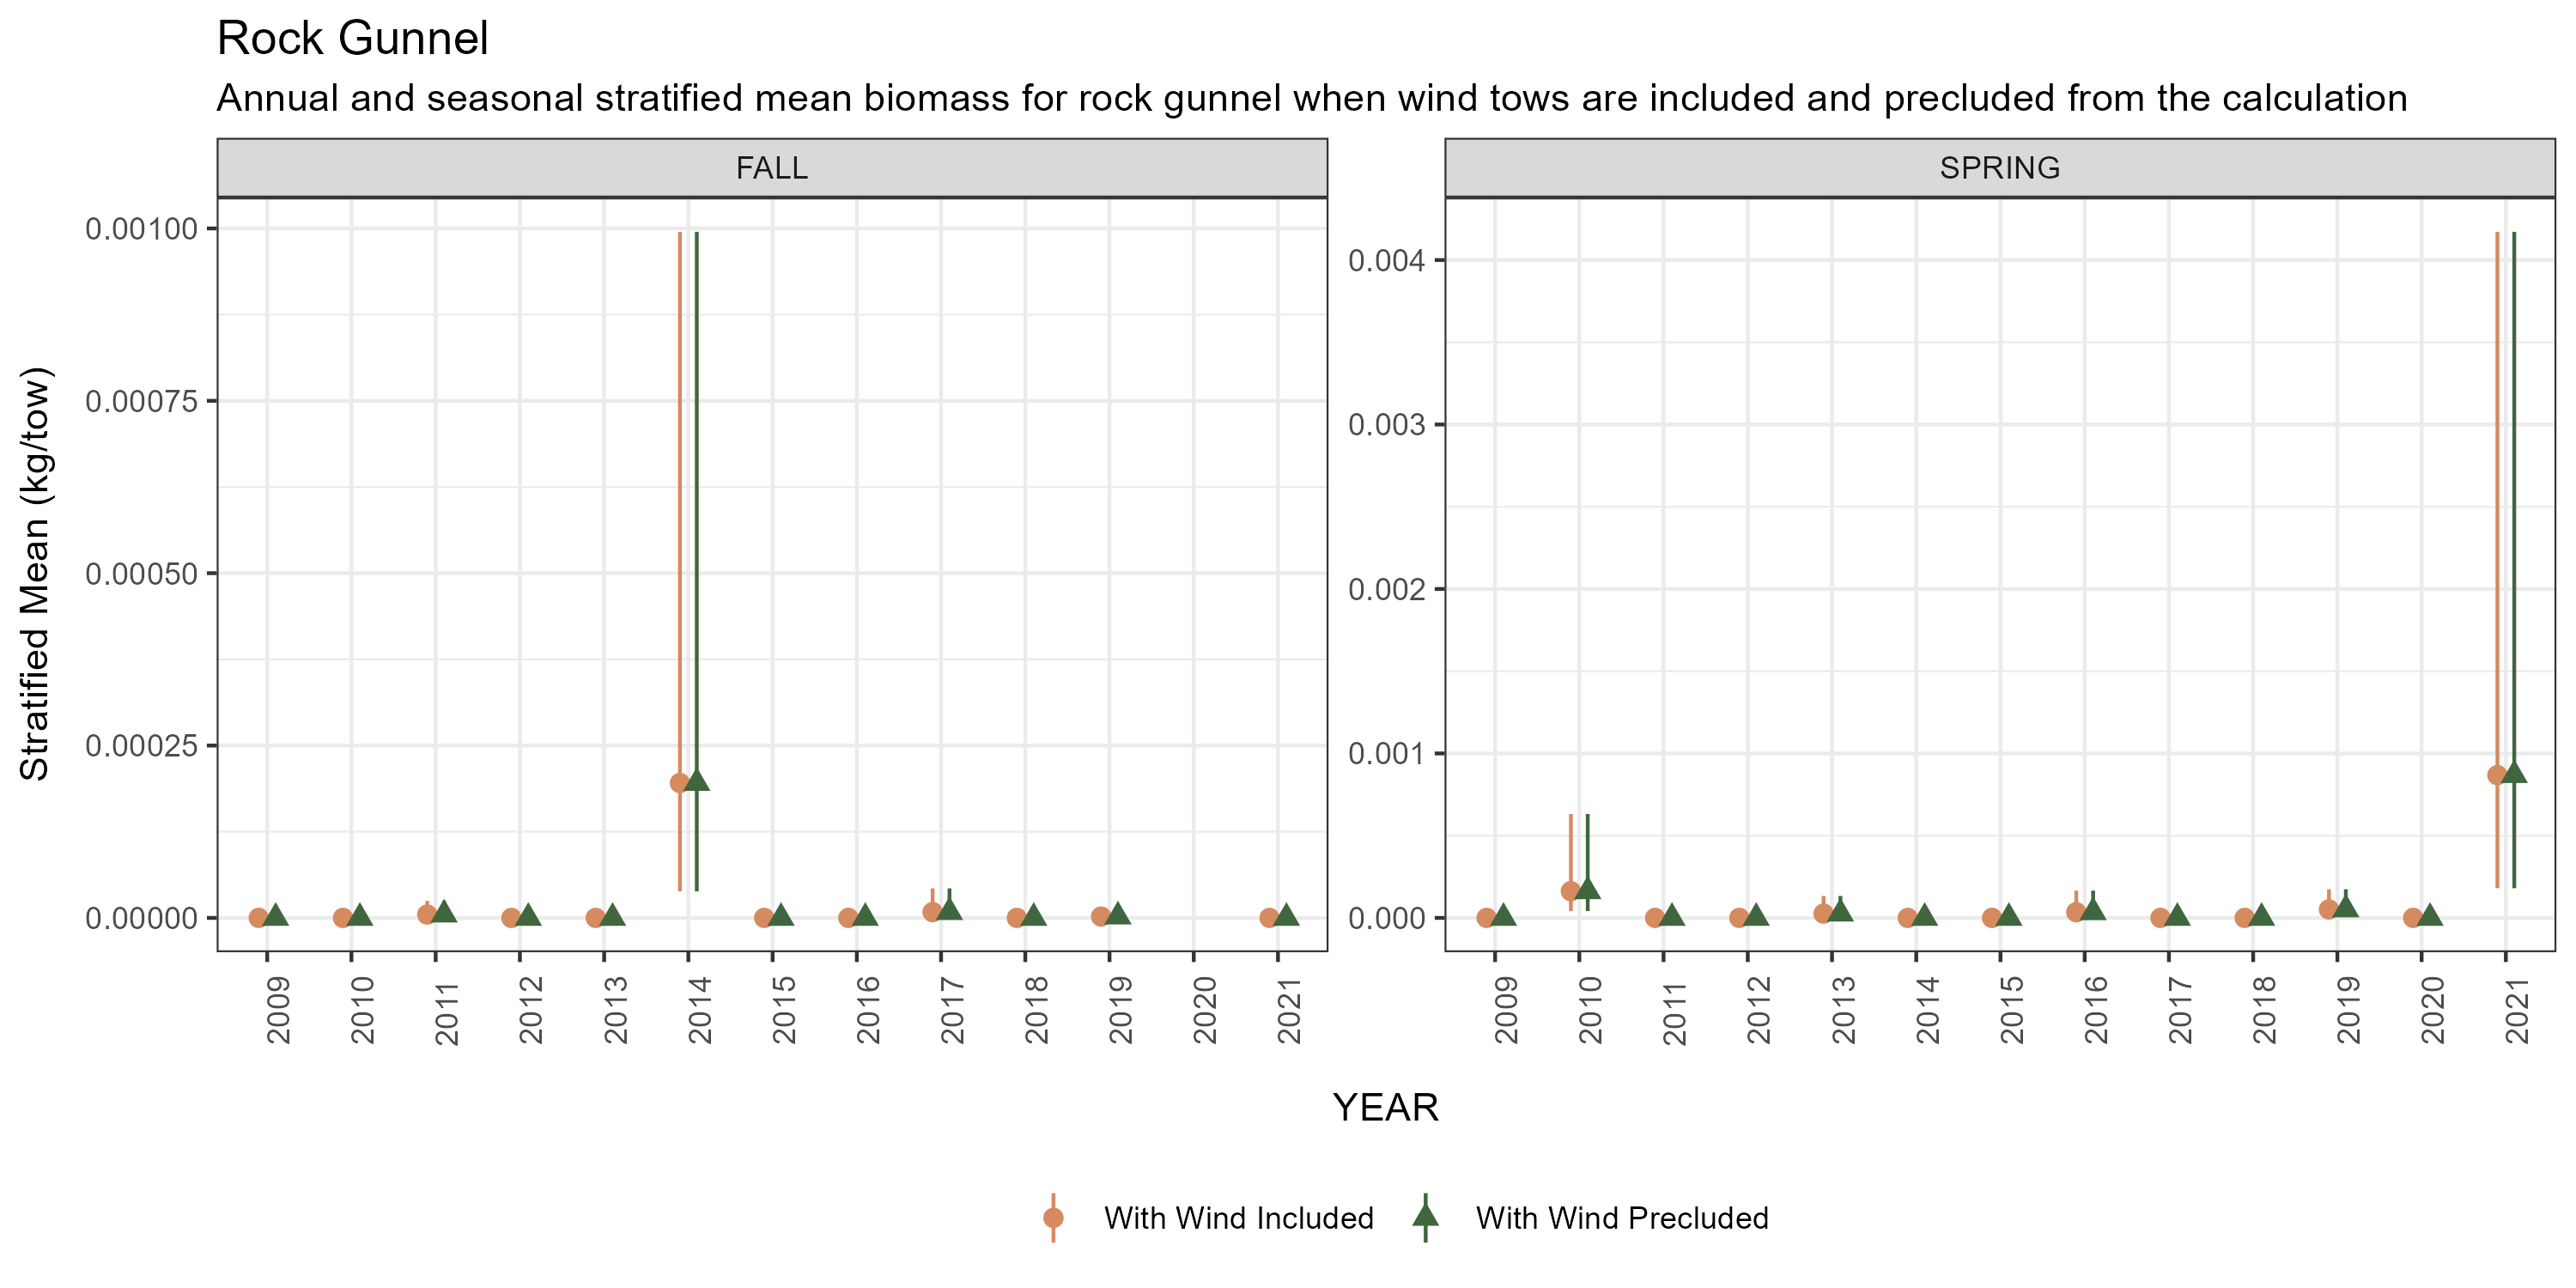 Rock Gunnel
Annual and seasonal stratified mean biomass for rock gunnel when wind tows are included and precluded from the calculation
FALL
SPRING
Stratified Mean (kg/tow)
0.00100
0.00075
0.00050
0.00025
0.00000
0.004
0.003
0.002
0.001
0.000
2009 2010 2011 2012 2013 2014 2015 2016 2017 2018 2019 2020 2021
2009 2010 2011 2012 2013 2014 2015 2016 2017 2018 2019 2020 2021
YEAR
With Wind Included
With Wind Precluded